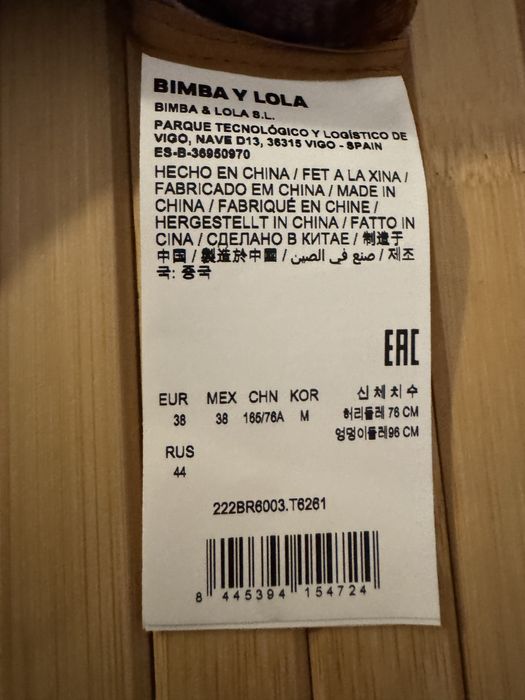 BIMBA Y LOLA
BIMBA & LOLA S.L.
PARQUE TECNOLÓGICO Y LOGÍSTICO DE
VIGO, NAVE D13, 36315 VIGO - SPAIN
ES-B-36950970
HECHO EN CHINA / FET A LA XINA /
FABRICADO EM CHINA / MADE IN
CHINA / FABRIQUÉ EN CHINE /
HERGESTELLT IN CHINA / FATTO IN
CINA / СДЕЛАНО В КИТАЕ / 制造于
中国 / 製造於中國 / صنع في الصين / 제조
국: 중국
EAC
EUR MEX CHN KOR 신체치수
38 38 165/76A M 허리둘레 76 CM
엉덩이둘레96 CM
RUS
44
222BR6003.T6261
8 445394 154724